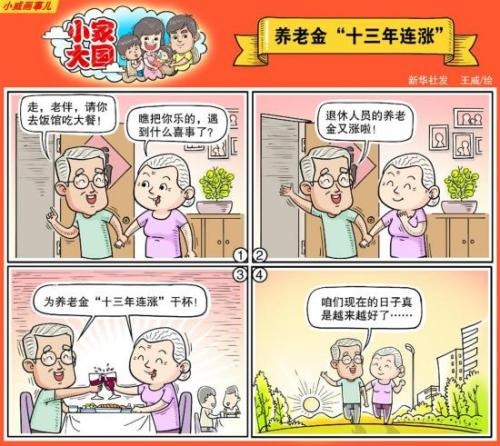 小威画事儿
小家
大国
养老金“十三年连涨”
新华社发 王威/绘
走，老伴，请你
去饭馆吃大餐！
瞧把你乐的，遇
到什么喜事了？
①
退休人员的养老
金又涨啦！
②
③
为养老金“十三年连涨”干杯！
④
咱们现在的日子真
是越来越好了……